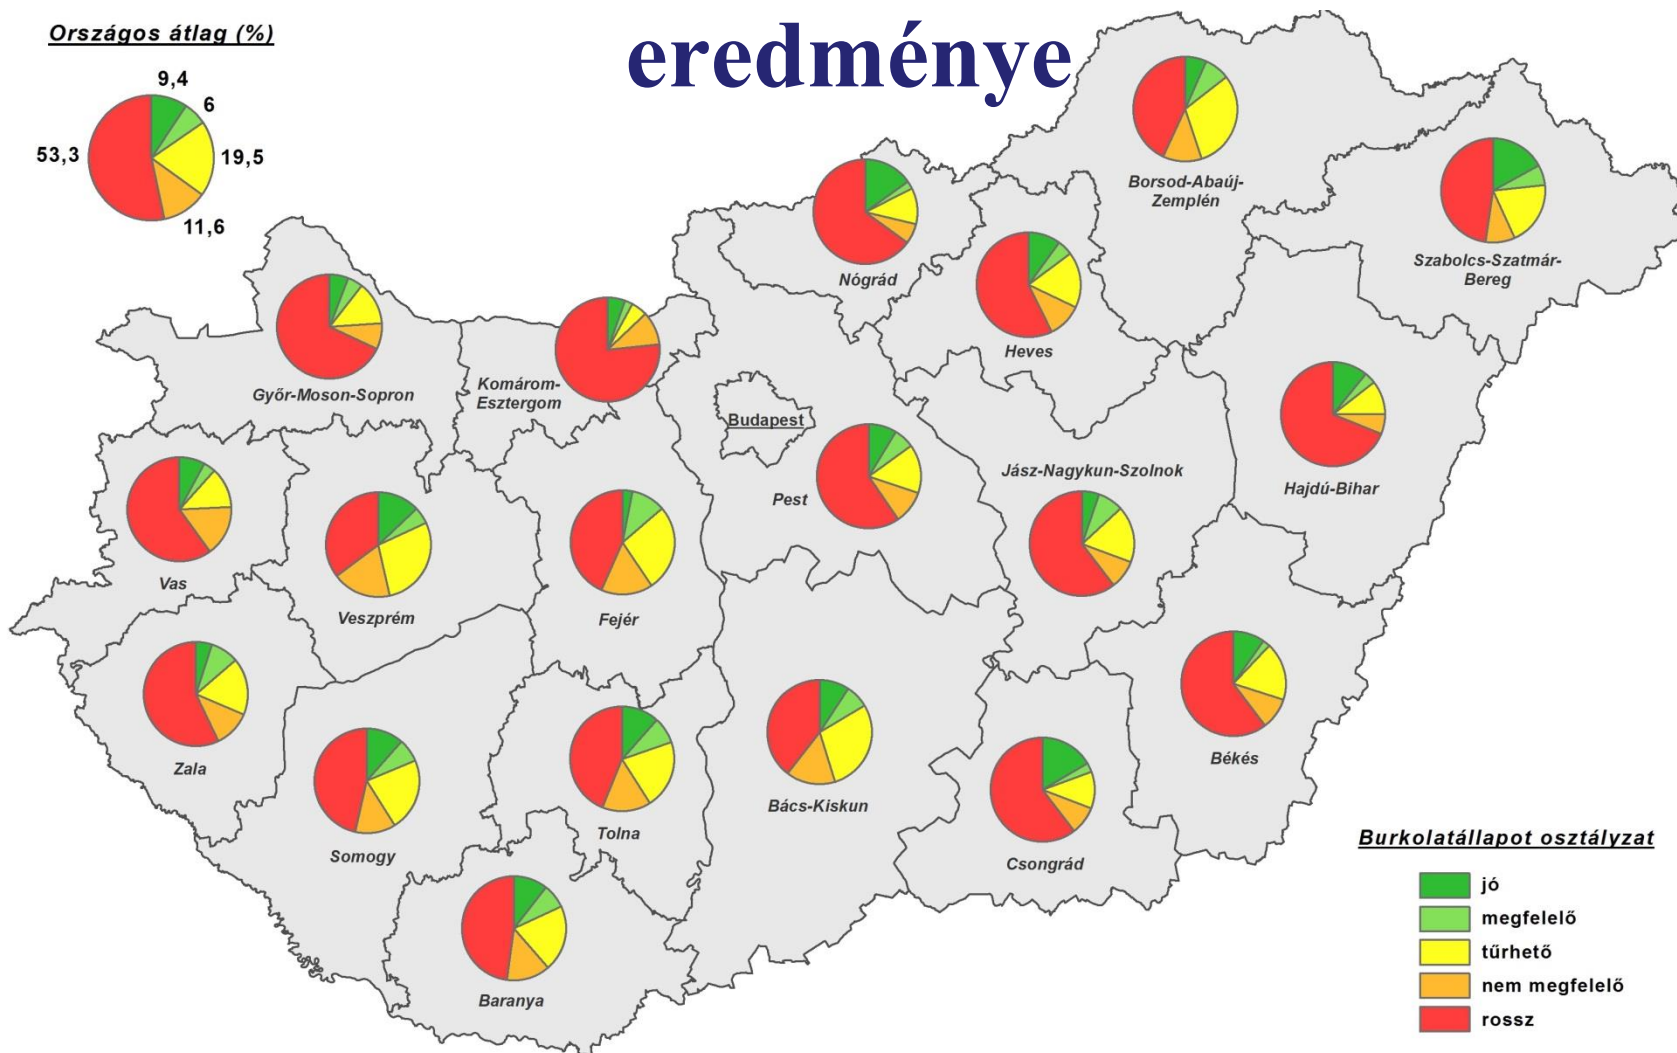 eredménye
Országos átlag (%)
9,4
6
53,3
19,5
11,6
Borsod-Abaúj-
Zemplén
Szabolcs-Szatmár-
Bereg
Nógrád
Heves
Győr-Moson-Sopron
Komárom-
Esztergom
Budapest
Pest
Jász-Nagykun-Szolnok
Hajdú-Bihar
Vas
Veszprém
Fejér
Zala
Somogy
Tolna
Bács-Kiskun
Csongrád
Békés
Baranya
Burkolatállapot osztályzat
jó
megfelelő
tűrhető
nem megfelelő
rossz